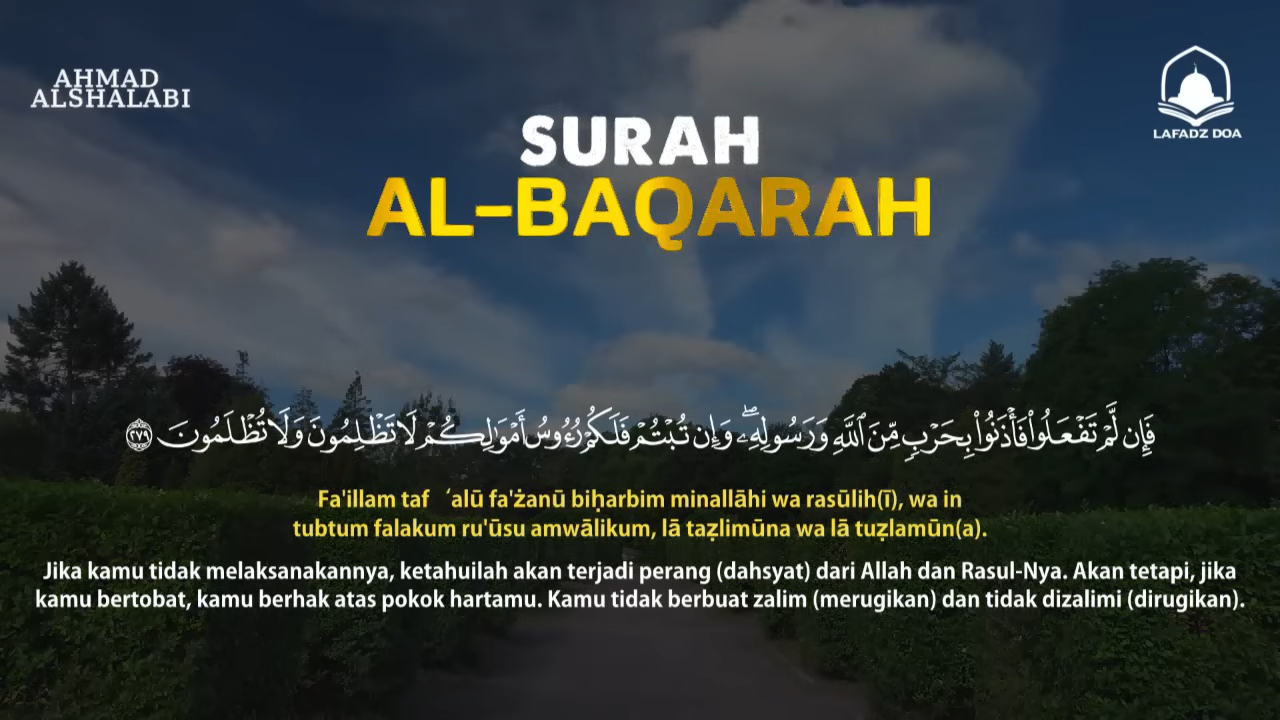 AHMAD
ALSHALABI
LAFADZ DOA
SURAH
AL-BAQARAH
فَإِن لَّمْ تَفْعَلُوا۟ فَأْذَنُوا۟ بِحَرْبٍ مِّنَ ٱللَّهِ وَرَسُولِهِۦ ۖ وَإِن تُبْتُمْ فَلَكُمْ رُءُوسُ أَمْوَٰلِكُمْ لَا تَظْلِمُونَ وَلَا تُظْلَمُونَ ٢٧٩
Fa'illam taf ‘alū fa'żanū biḥarbim minallāhi wa rasūlih(ī), wa in
tubtum falakum ru'ūsu amwālikum, lā taẓlimūna wa lā tuẓlamūn(a).
Jika kamu tidak melaksanakannya, ketahuilah akan terjadi perang (dahsyat) dari Allah dan Rasul-Nya. Akan tetapi, jika
kamu bertobat, kamu berhak atas pokok hartamu. Kamu tidak berbuat zalim (merugikan) dan tidak dizalimi (dirugikan).